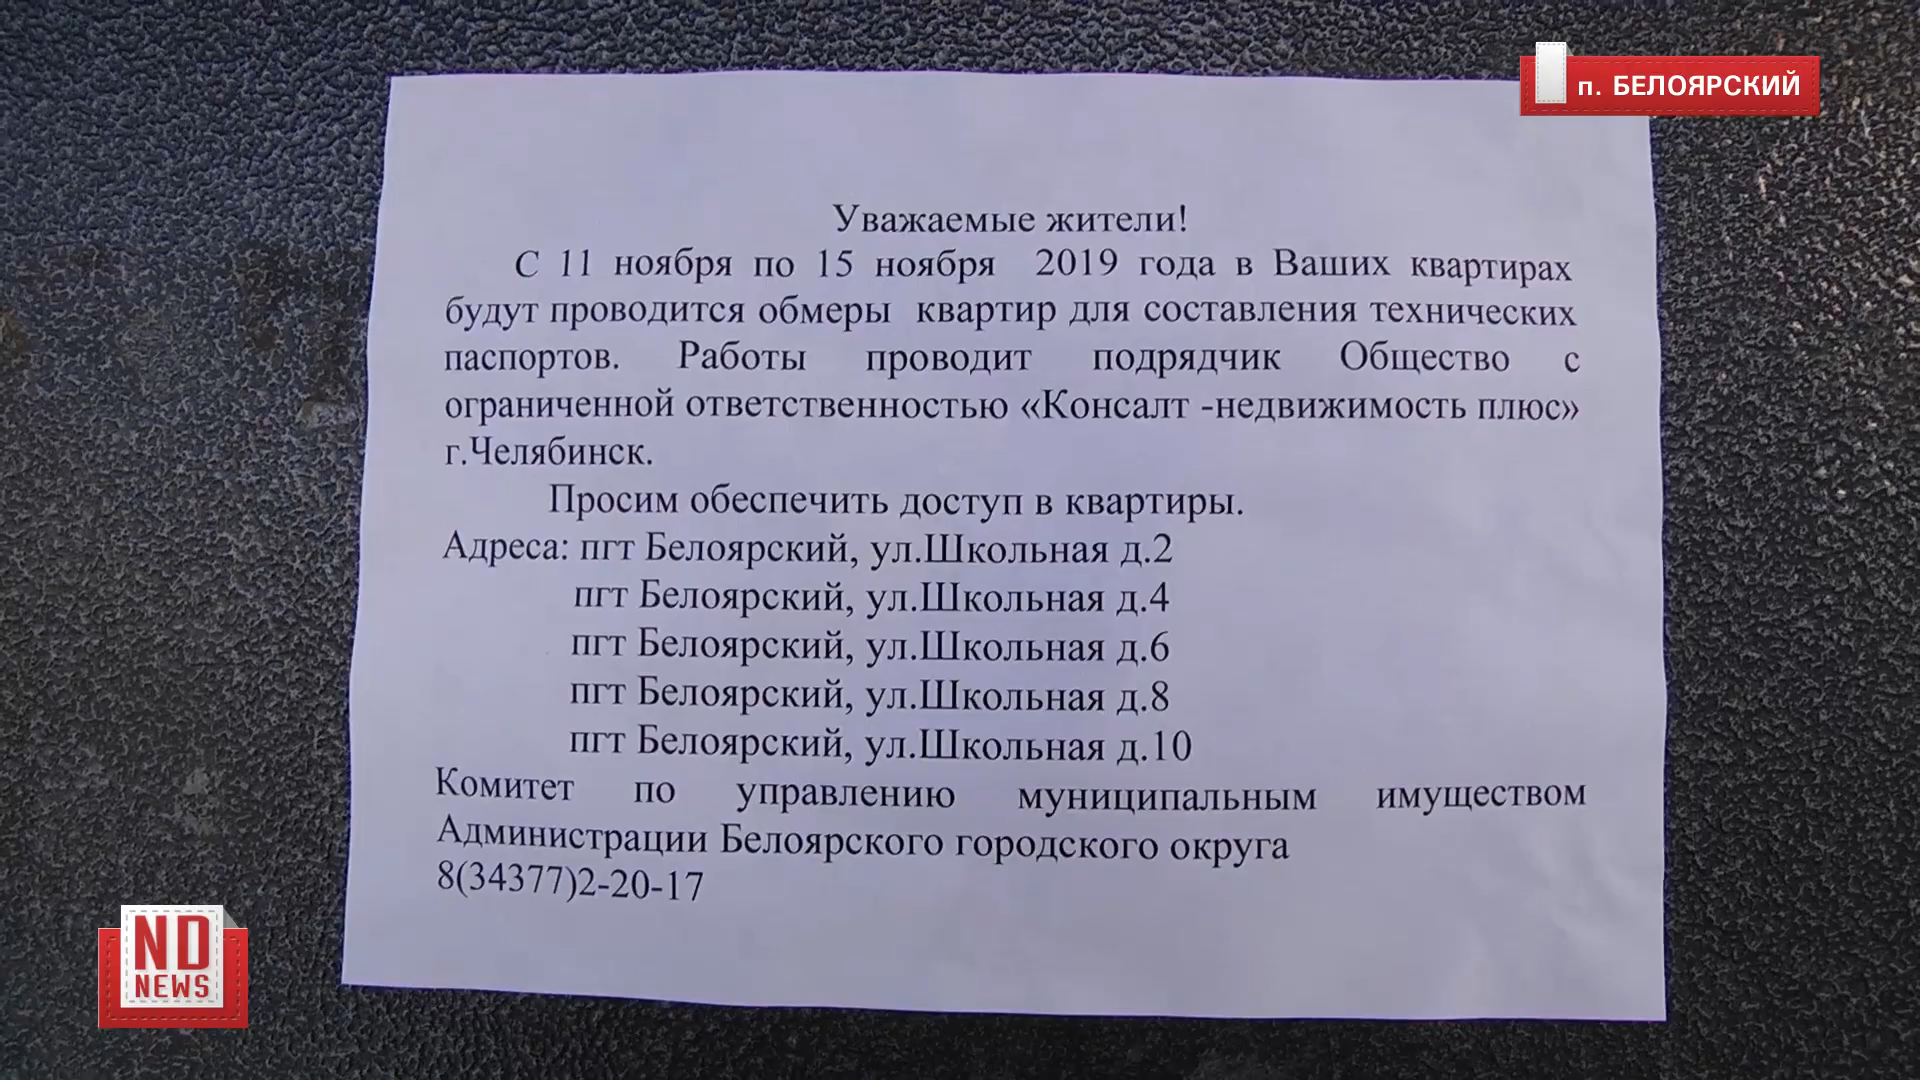 п. БЕЛОЯРСКИЙ
Уважаемые жители!
С 11 ноября по 15 ноября 2019 года в Ваших квартирах
будут проводится обмеры квартир для составления технических
паспортов. Работы проводит подрядчик Общество с
ограниченной ответственностью «Консалт -недвижимость плюс»
г.Челябинск.
Просим обеспечить доступ в квартиры.
Адреса: пгт Белоярский, ул.Школьная д.2
пгт Белоярский, ул.Школьная д.4
пгт Белоярский, ул.Школьная д.6
пгт Белоярский, ул.Школьная д.8
пгт Белоярский, ул.Школьная д.10
Комитет по управлению муниципальным имуществом
Администрации Белоярского городского округа
8(34377)2-20-17
ND
NEWS